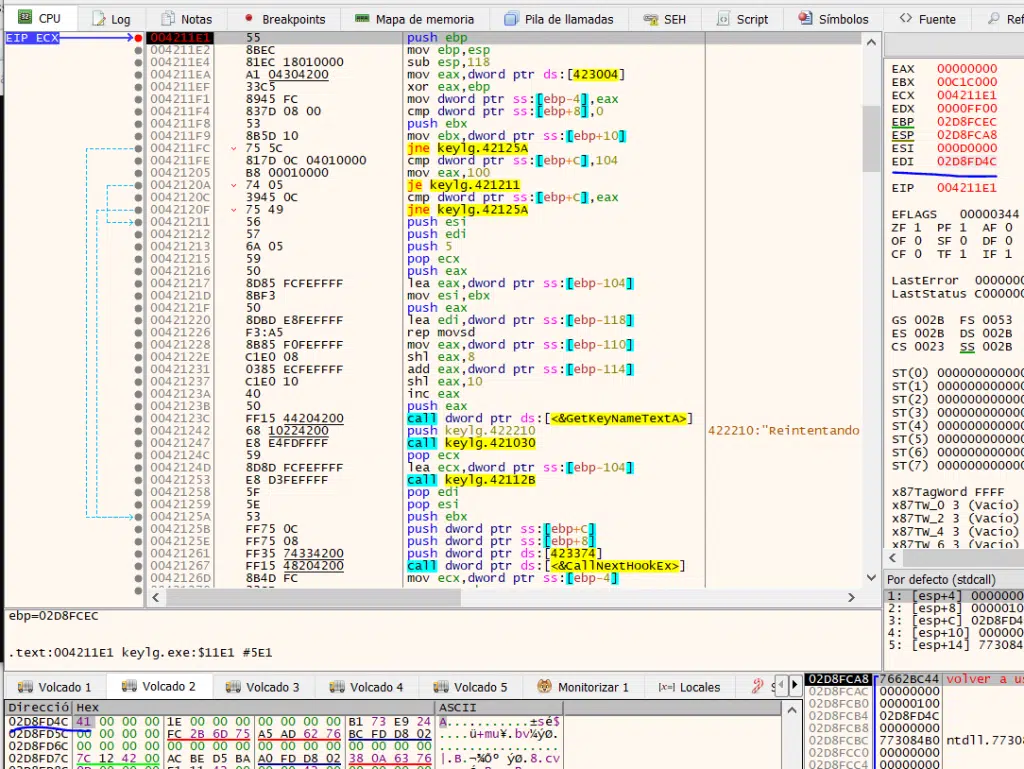 CPU Log Notas Breakpoints Mapa de memoria Pila de llamadas SEH Script Símbolos Fuente
EIP ECX
004211E1 55 push ebp
004211E2 8BEC mov ebp,esp
004211E4 81EC 18010000 sub esp,118
004211EA A1 04304200 mov eax,dword ptr ds:[423004]
004211EF 33C5 xor eax,ebp
004211F1 8945 FC mov dword ptr ss:[ebp-4],eax
004211F4 837D 08 00 cmp dword ptr ss:[ebp+8],0
004211F8 53 push ebx
004211F9 8B5D 10 mov ebx,dword ptr ss:[ebp+10]
004211FC 75 5C jne keylg.42125A
004211FE 817D 0C 04010000 cmp dword ptr ss:[ebp+C],104
00421205 B8 00010000 mov eax,100
0042120A 74 05 je keylg.421211
0042120C 3945 0C cmp dword ptr ss:[ebp+C],eax
0042120F 75 49 jne keylg.42125A
00421211 56 push esi
00421212 57 push edi
00421213 6A 05 push 5
00421215 59 pop ecx
00421216 50 push eax
00421217 8D85 FCFEFFFF lea eax,dword ptr ss:[ebp-104]
0042121D 8BF3 mov esi,ebx
0042121F 50 push eax
00421220 8DBD E8FEFFFF lea edi,dword ptr ss:[ebp-118]
00421226 F3:A5 rep movsd
00421228 8B85 F0FEFFFF mov eax,dword ptr ss:[ebp-110]
0042122E C1E0 08 shl eax,8
00421231 0385 ECFEFFFF add eax,dword ptr ss:[ebp-114]
00421237 C1E0 10 shl eax,10
0042123A 40 inc eax
0042123B 50 push eax
0042123C FF15 44204200 call dword ptr ds:[<&GetKeyNameTextA>]
00421242 68 10224200 push keylg.422210 422210:"Reintentando
00421247 E8 E4FDFFFF call keylg.421030
0042124C 59 pop ecx
0042124D 8D8D FCFEFFFF lea ecx,dword ptr ss:[ebp-104]
00421253 E8 D3FEFFFF call keylg.42112B
00421258 5F pop edi
00421259 5E pop esi
0042125A 53 push ebx
0042125B FF75 0C push dword ptr ss:[ebp+C]
0042125E FF75 08 push dword ptr ss:[ebp+8]
00421261 FF35 74334200 push dword ptr ds:[423374]
00421267 FF15 48204200 call dword ptr ds:[<&CallNextHookEx>]
0042126D 8B4D FC mov ecx,dword ptr ss:[ebp-4]
EAX 00000000
EBX 00C1C000
ECX 004211E1
EDX 0000FF00
EBP 02D8FCEC
ESP 02D8FCA8
ESI 000D0000
EDI 02D8FD4C
EIP 004211E1
EFLAGS 00000344
ZF 1 PF 1 AF 0
OF 0 SF 0 DF 0
CF 0 TF 1 IF 1
LastError 0000000
LastStatus C000000
GS 002B FS 0053
ES 002B DS 002B
CS 0023 SS 002B
ST(0) 000000000000
ST(1) 000000000000
ST(2) 000000000000
ST(3) 000000000000
ST(4) 000000000000
ST(5) 000000000000
ST(6) 000000000000
ST(7) 000000000000
x87TagWord FFFF
x87TW_0 3 (Vacío)
x87TW_2 3 (Vacío)
x87TW_4 3 (Vacío)
x87TW_6 3 (Vacío)
Por defecto (stdcall)
1: [esp+4] 0000000
2: [esp+8] 0000010
3: [esp+C] 02D8FD4
4: [esp+10] 000000
5: [esp+14] 773084
ebp=02D8FCEC
.text:004211E1 keylg.exe:$11E1 #5E1
Volcado 1 Volcado 2 Volcado 3 Volcado 4 Volcado 5 Monitorizar 1 [x=] Locales
Direcció Hex ASCII
02D8FD4C 41 00 00 00 1E 00 00 00 00 00 00 00 B1 73 E9 24 A...........±sé$
02D8FD5C 00 00 00 00 FC 2B 6D 75 A5 AD 62 76 BC FD D8 02 ....ü+mu¥.bv¼ýØ.
02D8FD6C 00 00 00 00 00 00 00 00 00 00 00 00 00 00 00 00 ................
02D8FD7C 7C 12 42 00 AC BE D5 BA A0 FD D8 02 38 0A 63 76 |.B.¬¾Õº ýØ.8.cv
02D8FCA8 7662BC44 volver a us
02D8FCAC 00000000
02D8FCB0 00000100
02D8FCB4 02D8FD4C
02D8FCB8 00000000
02D8FCBC 773084B0 ntdll.77308
02D8FCC0 00000000
02D8FCC4 00000000